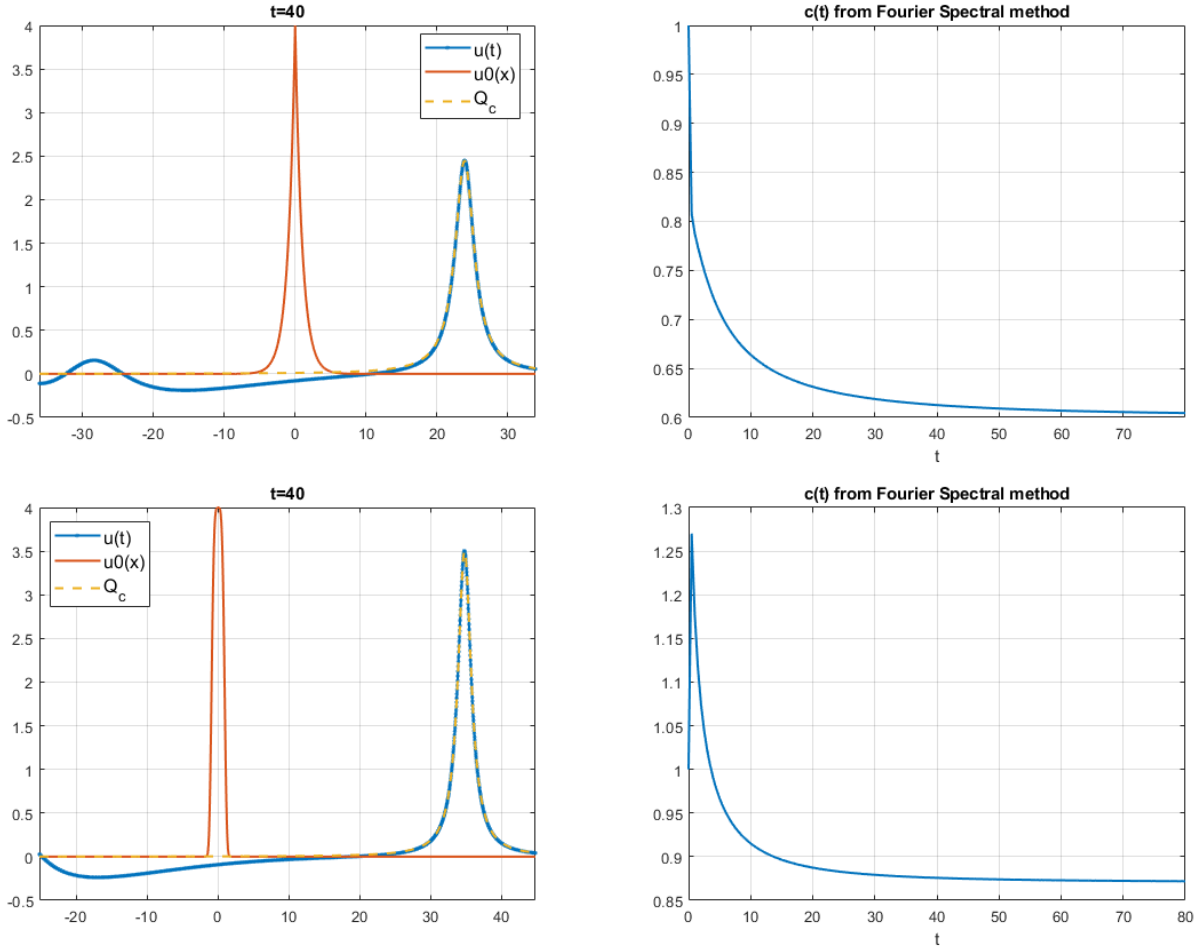 t=40
4
3.5
3
2.5
2
1.5
1
0.5
0
-0.5
-30 -20 -10 0 10 20 30
u(t)
u0(x)
Q_c
c(t) from Fourier Spectral method
1
0.95
0.9
0.85
0.8
0.75
0.7
0.65
0.6
0 10 20 30 40 50 60 70
t
t=40
4
3.5
3
2.5
2
1.5
1
0.5
0
-0.5
-20 -10 0 10 20 30 40
u(t)
u0(x)
Q_c
c(t) from Fourier Spectral method
1.3
1.25
1.2
1.15
1.1
1.05
1
0.95
0.9
0.85
0 10 20 30 40 50 60 70 80
t